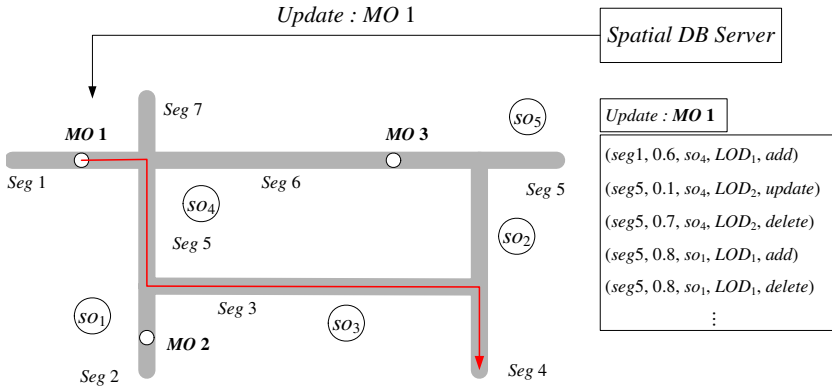 Update : MO 1
Spatial DB Server
Seg 7
MO 1
MO 3
so5
Update : MO 1
Seg 1
Seg 6
Seg 5
(seg1, 0.6, so4, LOD1, add)
(seg5, 0.1, so4, LOD2, update)
(seg5, 0.7, so4, LOD2, delete)
(seg5, 0.8, so1, LOD1, add)
(seg5, 0.8, so1, LOD1, delete)
⋮
so4
so2
Seg 5
Seg 3
so1
so3
MO 2
Seg 2
Seg 4